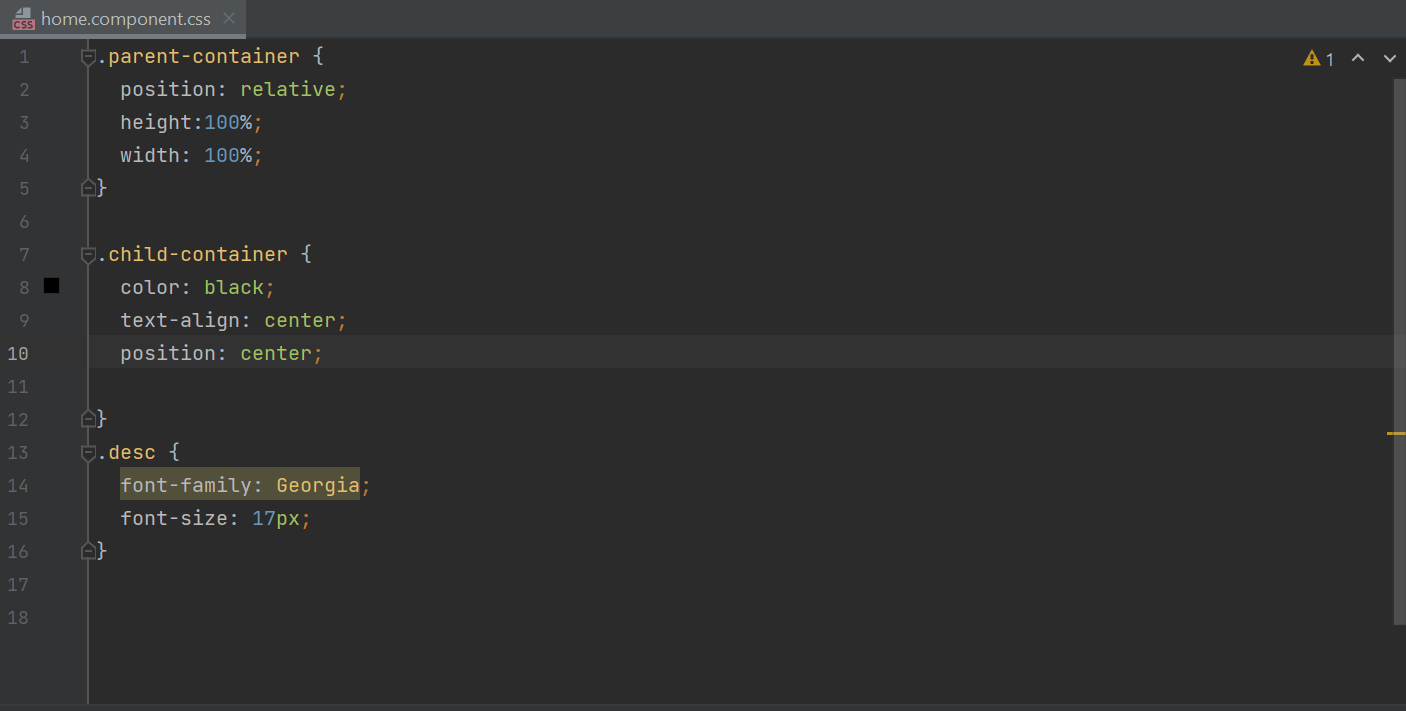 CSS home.component.css
1 .parent-container {
1
2 position: relative;
3 height:100%;
4 width: 100%;
5 }
6
7 .child-container {
8 color: black;
9 text-align: center;
10 position: center;
11
12 }
13 .desc {
14 font-family: Georgia;
15 font-size: 17px;
16 }
17
18